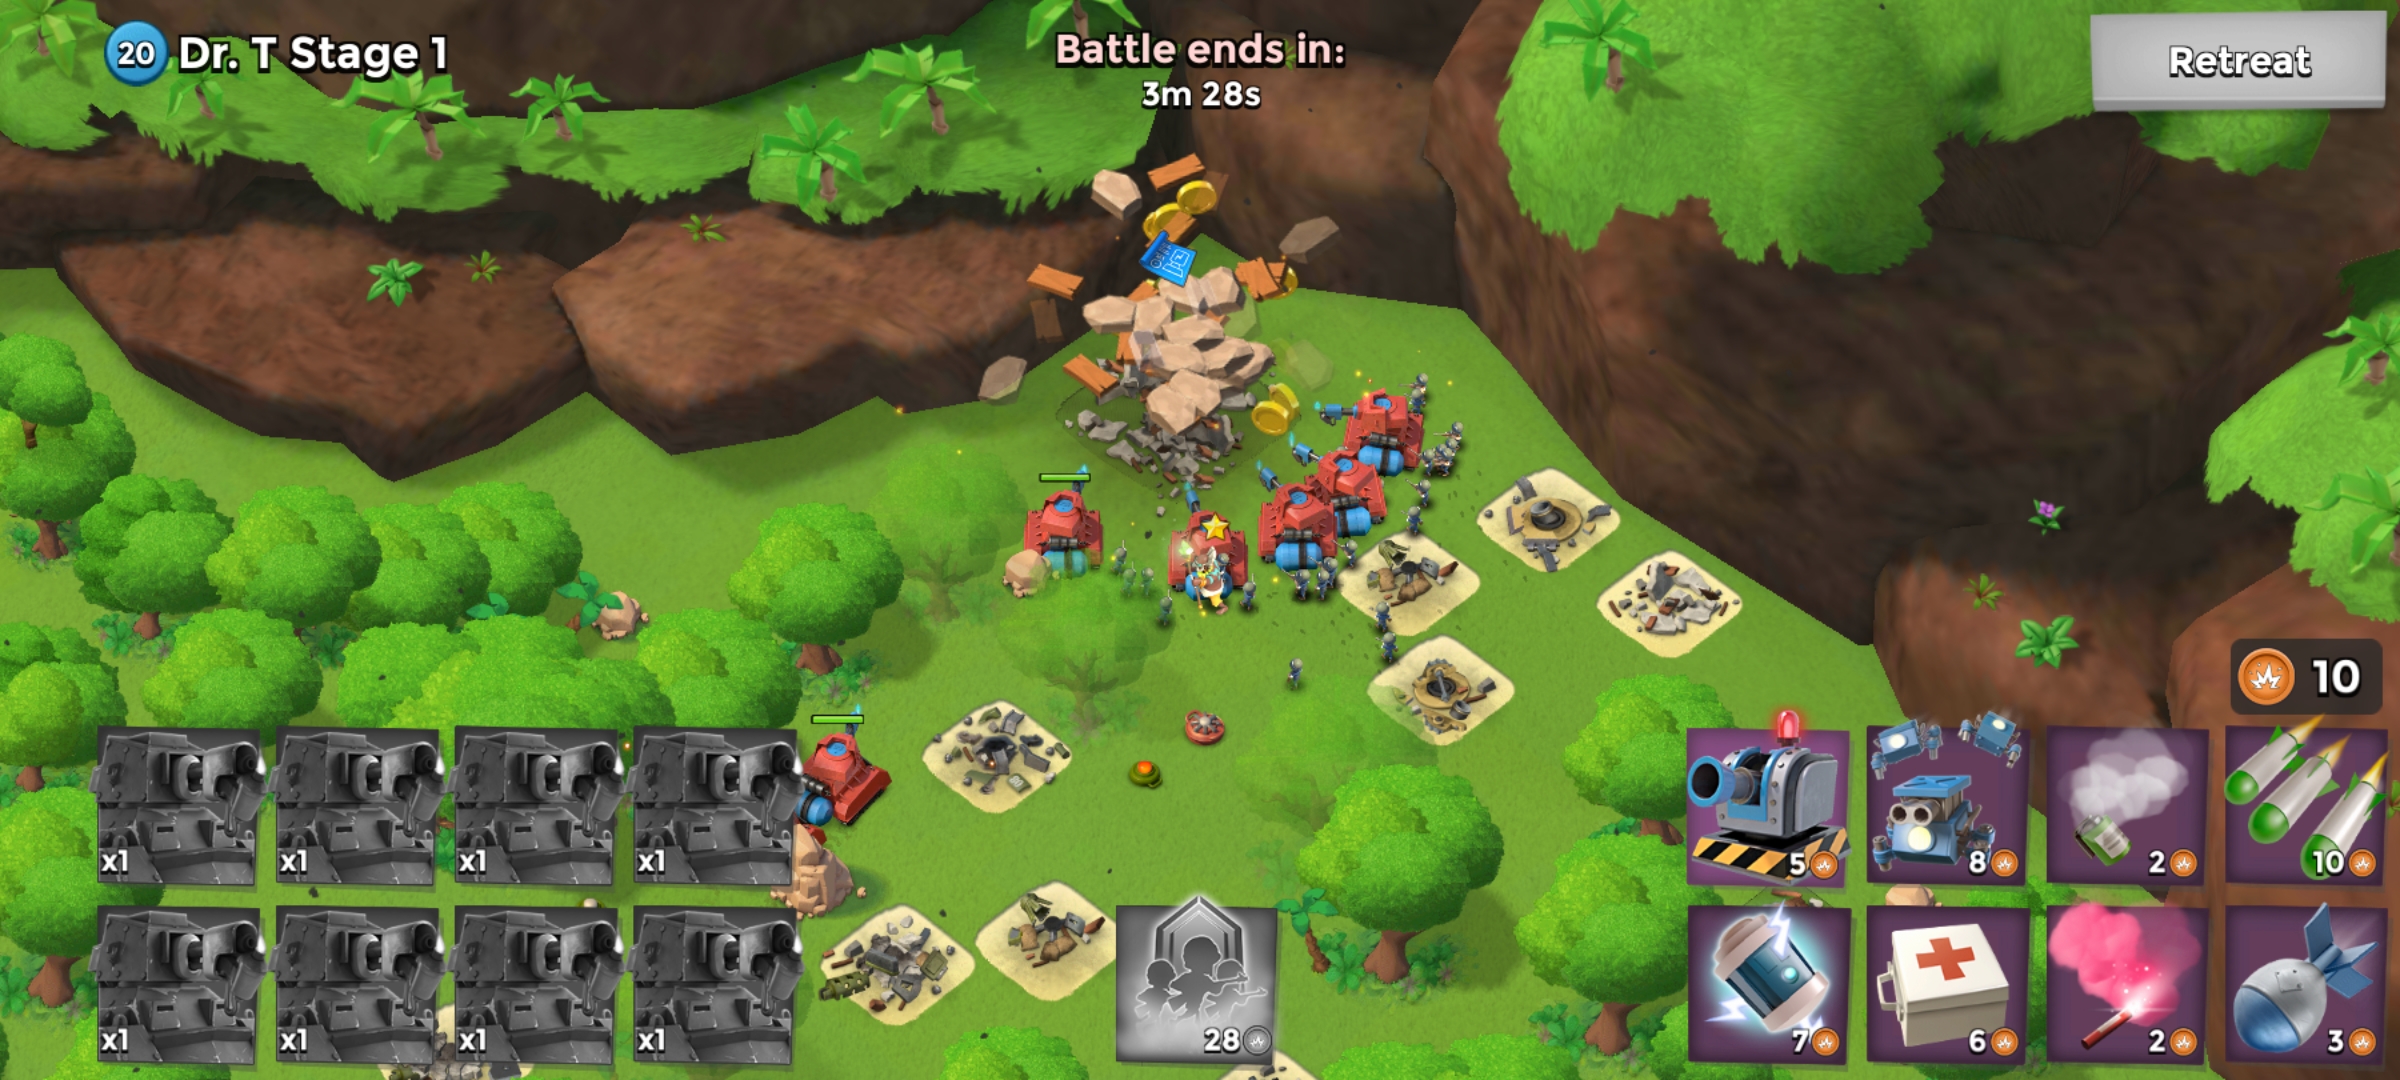 20 Dr. T Stage 1
Battle ends in:
3m 28s
Retreat
10
x1 x1 x1 x1
5 8 2 10
x1 x1 x1 x1
28
7 6 2 3